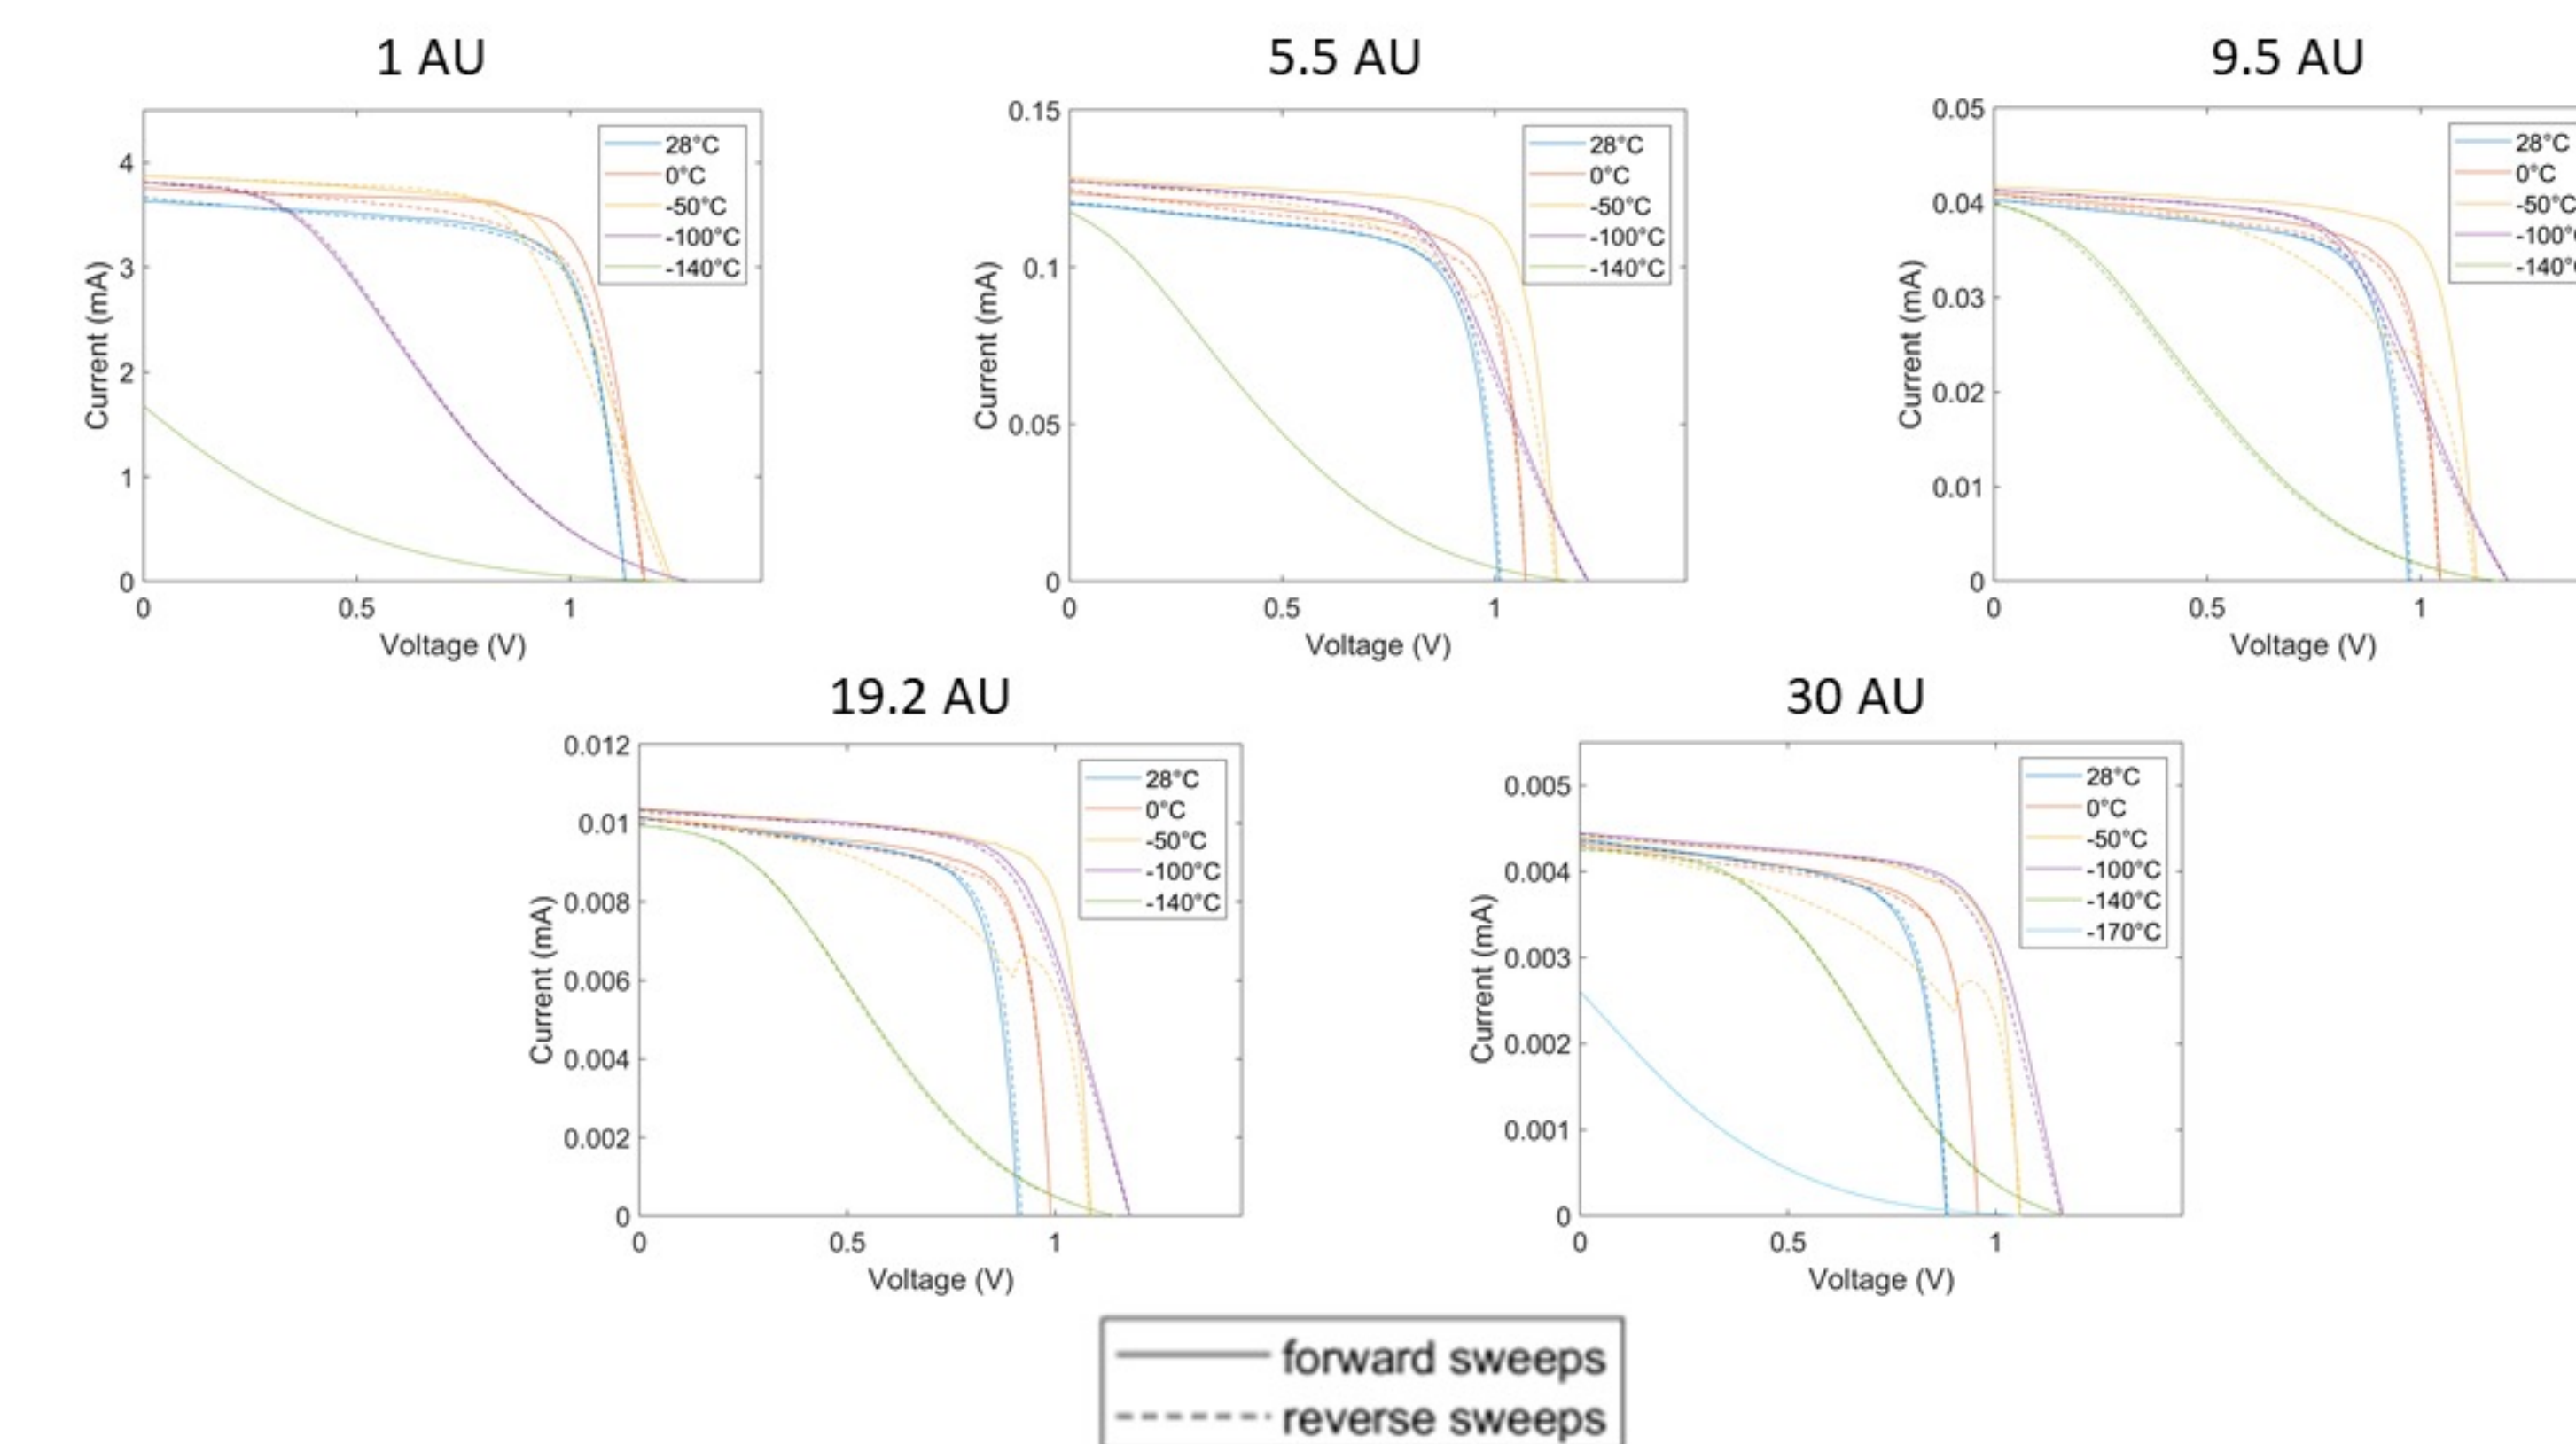 1 AU
4
3
2
1
0
0
0.5
1
Current (mA)
Voltage (V)
28°C
0°C
-50°C
-100°C
-140°C
5.5 AU
0.15
0.1
0.05
0
0
0.5
1
Current (mA)
Voltage (V)
28°C
0°C
-50°C
-100°C
-140°C
9.5 AU
0.05
0.04
0.03
0.02
0.01
0
0
0.5
1
Current (mA)
Voltage (V)
28°C
0°C
-50°C
-100°
-140°
19.2 AU
0.012
0.01
0.008
0.006
0.004
0.002
0
0
0.5
1
Current (mA)
Voltage (V)
28°C
0°C
-50°C
-100°C
-140°C
30 AU
0.005
0.004
0.003
0.002
0.001
0
0
0.5
1
Current (mA)
Voltage (V)
28°C
0°C
-50°C
-100°C
-140°C
-170°C
forward sweeps
reverse sweeps